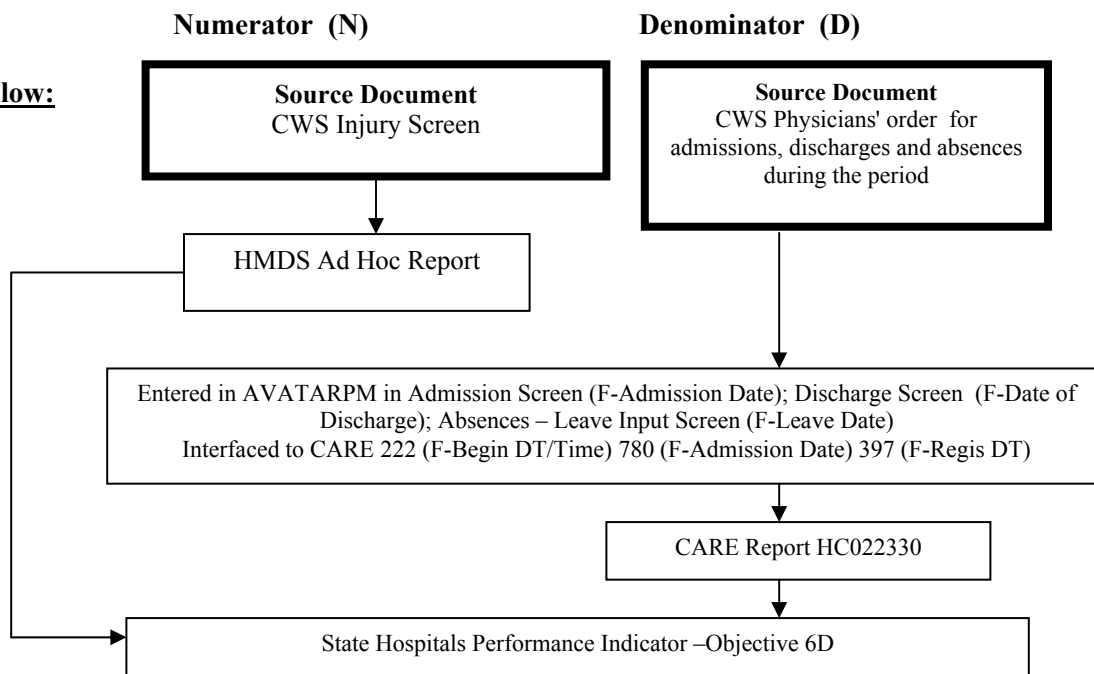 Numerator (N)
Denominator (D)
low:
Source Document
CWS Injury Screen
Source Document
CWS Physicians' order for
admissions, discharges and absences
during the period
HMDS Ad Hoc Report
Entered in AVATARPM in Admission Screen (F-Admission Date); Discharge Screen (F-Date of
Discharge); Absences – Leave Input Screen (F-Leave Date)
Interfaced to CARE 222 (F-Begin DT/Time) 780 (F-Admission Date) 397 (F-Regis DT)
CARE Report HC022330
State Hospitals Performance Indicator –Objective 6D